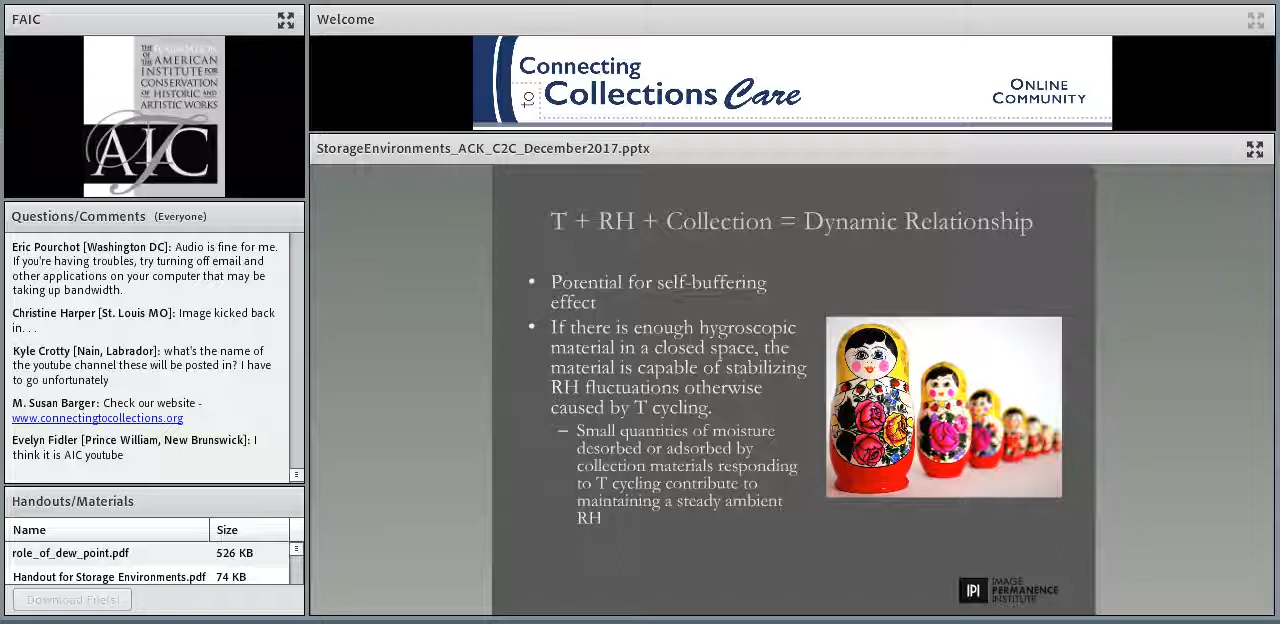 FAIC
THE FOUNDATION
OF THE AMERICAN
INSTITUTE FOR
CONSERVATION
OF HISTORIC AND
ARTISTIC WORKS
AIC
Welcome
Connecting
to Collections Care
ONLINE
COMMUNITY
Questions/Comments (Everyone)
Eric Pourchot [Washington DC]: Audio is fine for me.
If you're having troubles, try turning off email and
other applications on your computer that may be
taking up bandwidth.
Christine Harper [St. Louis MO]: Image kicked back
in. . .
Kyle Crotty [Nain, Labrador]: what's the name of
the youtube channel these will be posted in? I have
to go unfortunately
M. Susan Barger: Check our website -
www.connectingtocollections.org
Evelyn Fidler [Prince William, New Brunswick]: I
think it is AIC youtube
Handouts/Materials
Name Size
role_of_dew_point.pdf 526 KB
Handout for Storage Environments.pdf 74 KB
Download File(s)
StorageEnvironments_ACK_C2C_December2017.pptx
T + RH + Collection = Dynamic Relationship
• Potential for self-buffering
effect
• If there is enough hygroscopic
material in a closed space, the
material is capable of stabilizing
RH fluctuations otherwise
caused by T cycling.
– Small quantities of moisture
desorbed or adsorbed by
collection materials responding
to T cycling contribute to
maintaining a steady ambient
RH
IPI
IMAGE
PERMANENCE
INSTITUTE